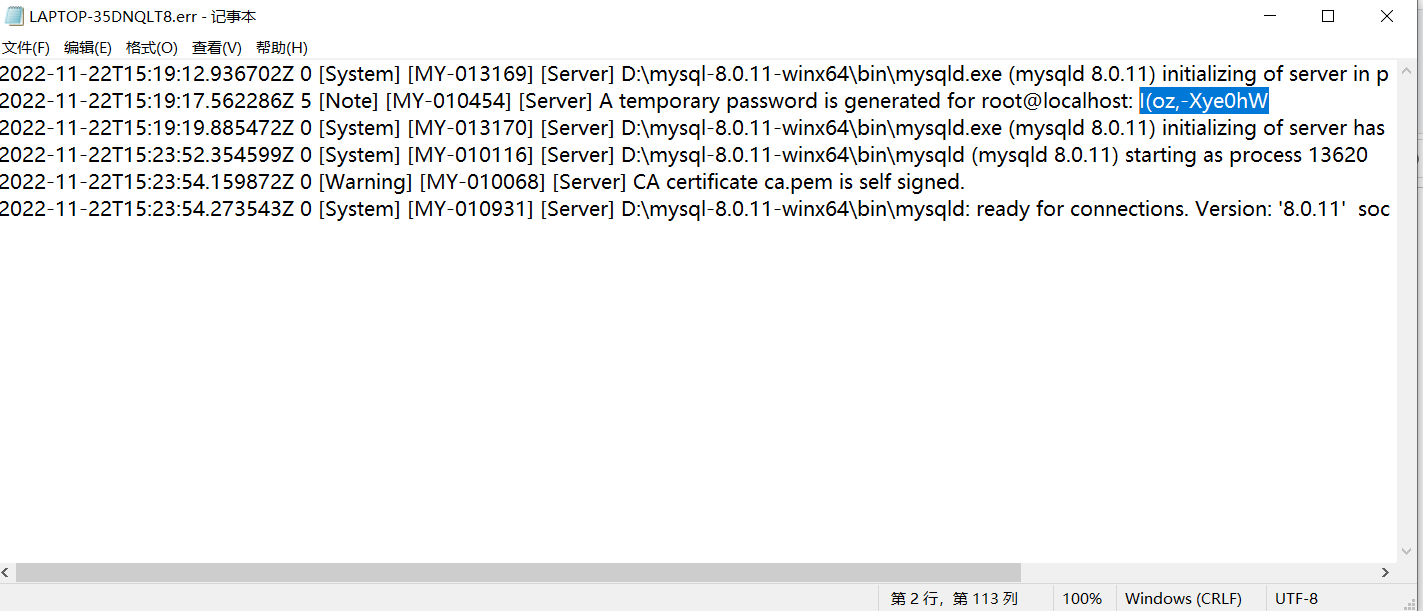 LAPTOP-35DNQLT8.err - 记事本
文件(F) 编辑(E) 格式(O) 查看(V) 帮助(H)
2022-11-22T15:19:12.936702Z 0 [System] [MY-013169] [Server] D:\mysql-8.0.11-winx64\bin\mysqld.exe (mysqld 8.0.11) initializing of server in p
2022-11-22T15:19:17.562286Z 5 [Note] [MY-010454] [Server] A temporary password is generated for root@localhost: I(oz,-Xye0hW
2022-11-22T15:19:19.885472Z 0 [System] [MY-013170] [Server] D:\mysql-8.0.11-winx64\bin\mysqld.exe (mysqld 8.0.11) initializing of server has
2022-11-22T15:23:52.354599Z 0 [System] [MY-010116] [Server] D:\mysql-8.0.11-winx64\bin\mysqld (mysqld 8.0.11) starting as process 13620
2022-11-22T15:23:54.159872Z 0 [Warning] [MY-010068] [Server] CA certificate ca.pem is self signed.
2022-11-22T15:23:54.273543Z 0 [System] [MY-010931] [Server] D:\mysql-8.0.11-winx64\bin\mysqld: ready for connections. Version: '8.0.11'  soc
第 2 行，第 113 列 100% Windows (CRLF) UTF-8